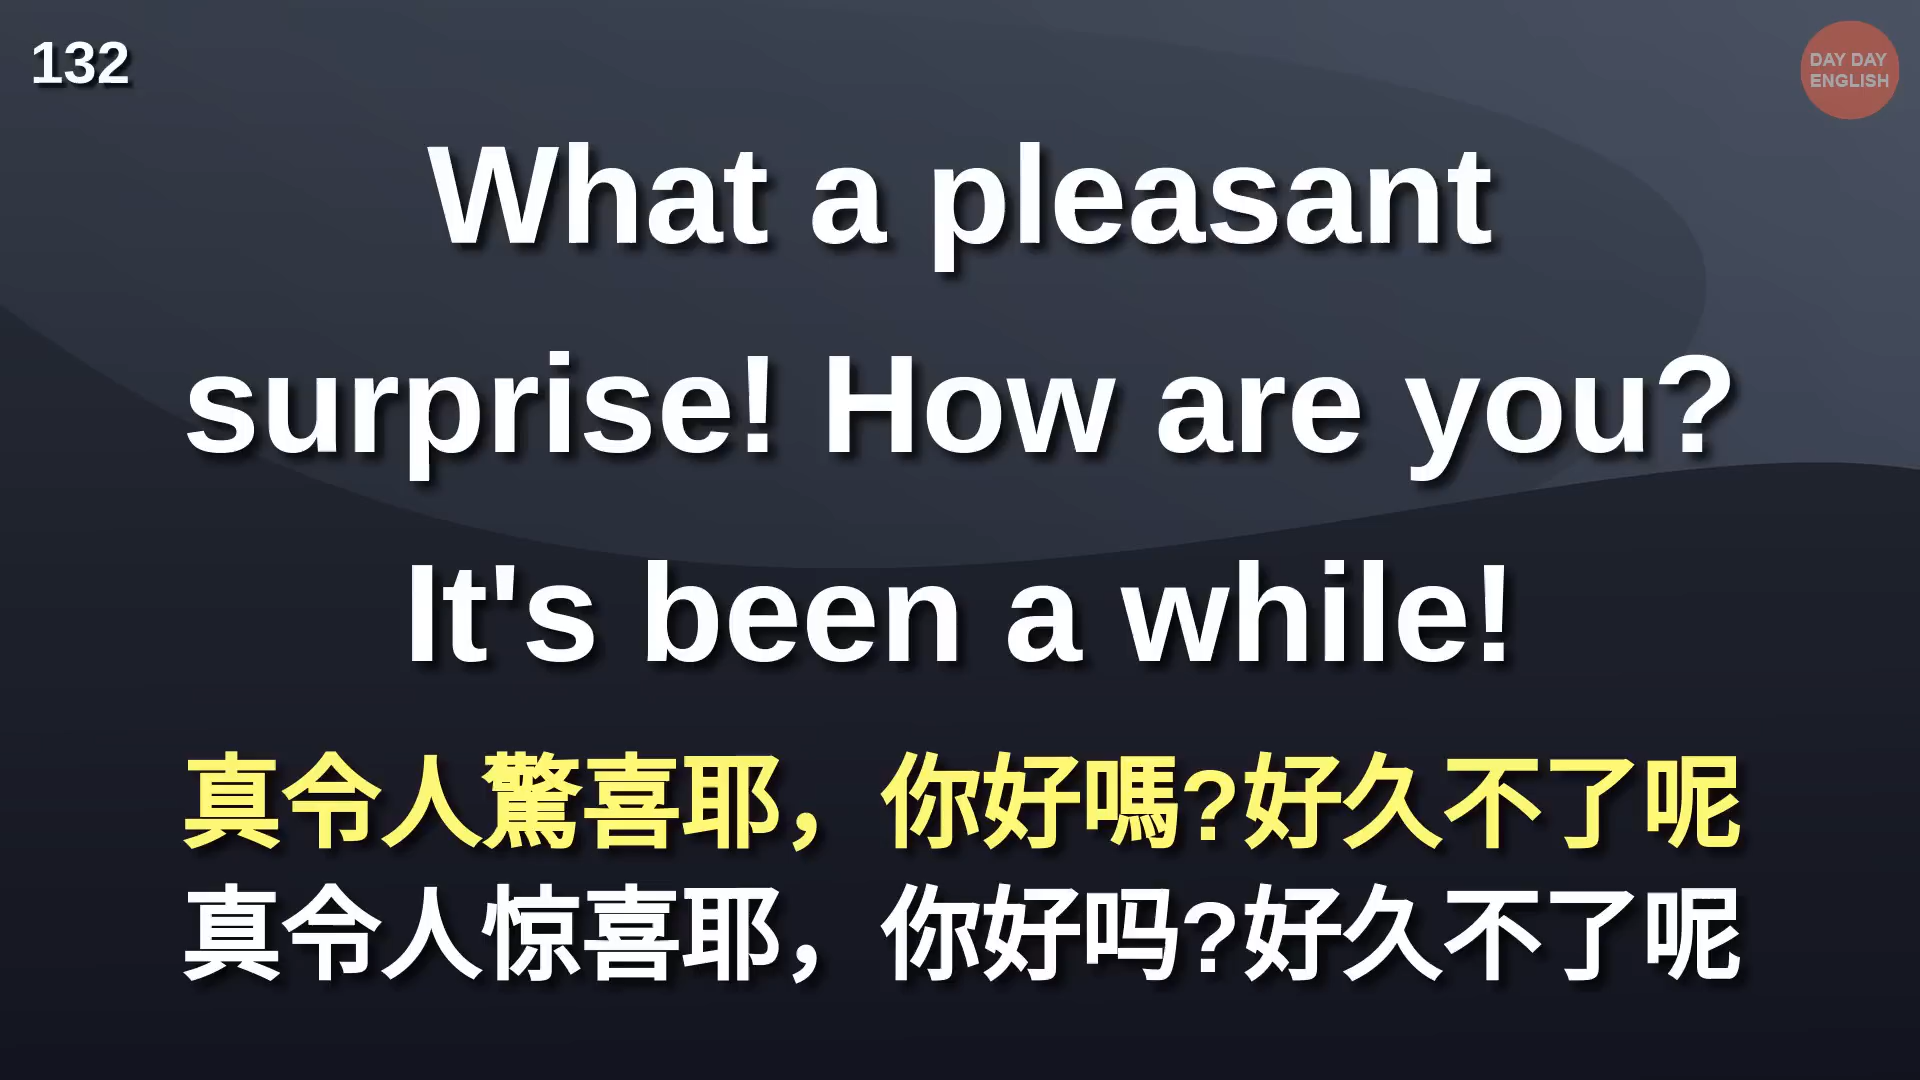 132
DAY DAY
ENGLISH
What a pleasant
surprise! How are you?
It's been a while!
真令人驚喜耶，你好嗎?好久不了呢
真令人惊喜耶，你好吗?好久不了呢